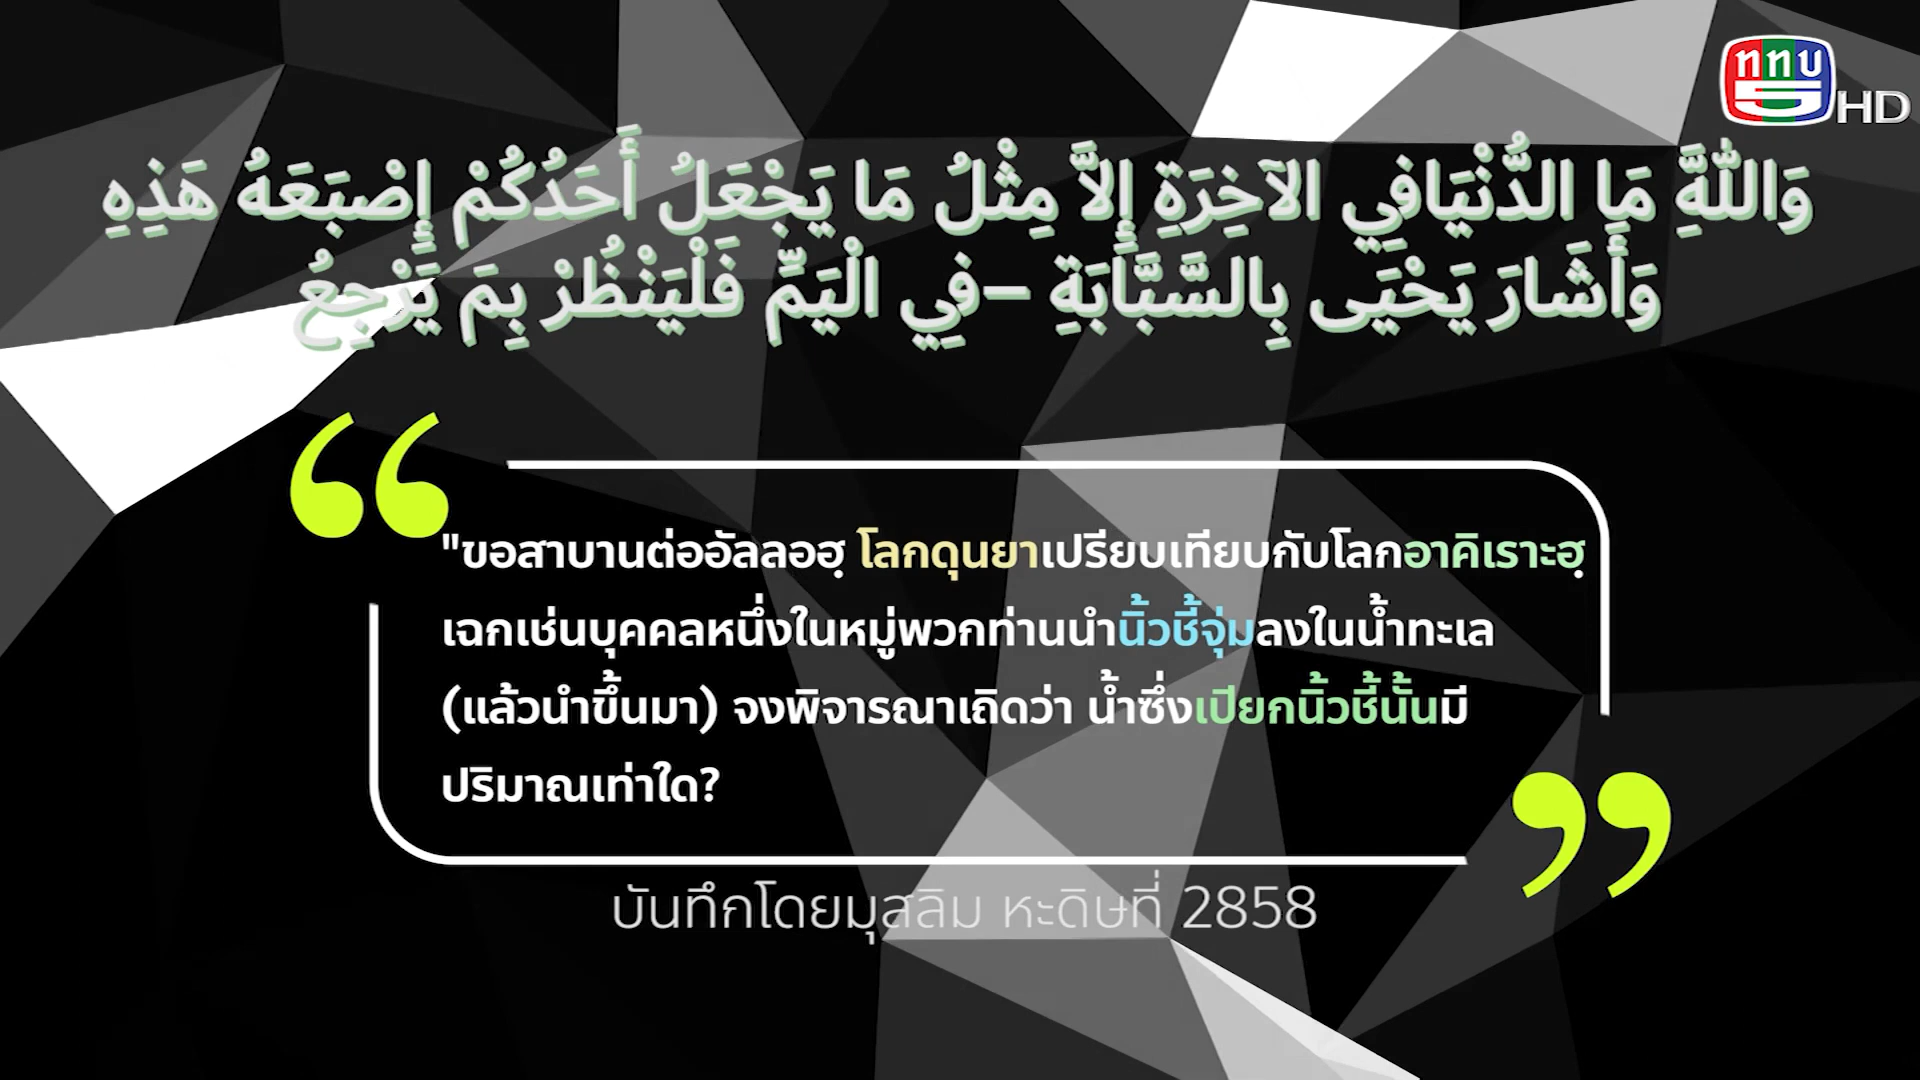 ททบ
5
HD
وَاللَّهِ مَا الدُّنْيَافِي الآخِرَةِ إِلاَّ مِثْلُ مَا يَجْعَلُ أَحَدُكُمْ إِصْبَعَهُ هَذِهِ
وَأَشَارَ يَحْيَى بِالسَّبَّابَةِ –فِي الْيَمِّ فَلْيَنْظُرْ بِمَ يَرْجِعُ
“
"ขอสาบานต่ออัลลอฮฺ โลกดุนยาเปรียบเทียบกับโลกอาคิเราะฮฺ
เฉกเช่นบุคคลหนึ่งในหมู่พวกท่านนำนิ้วชี้จุ่มลงในน้ำทะเล
(แล้วนำขึ้นมา) จงพิจารณาเถิดว่า น้ำซึ่งเปียกนิ้วชี้นั้นมี
ปริมาณเท่าใด?
”
บันทึกโดยมุสลิม หะดิษที่ 2858